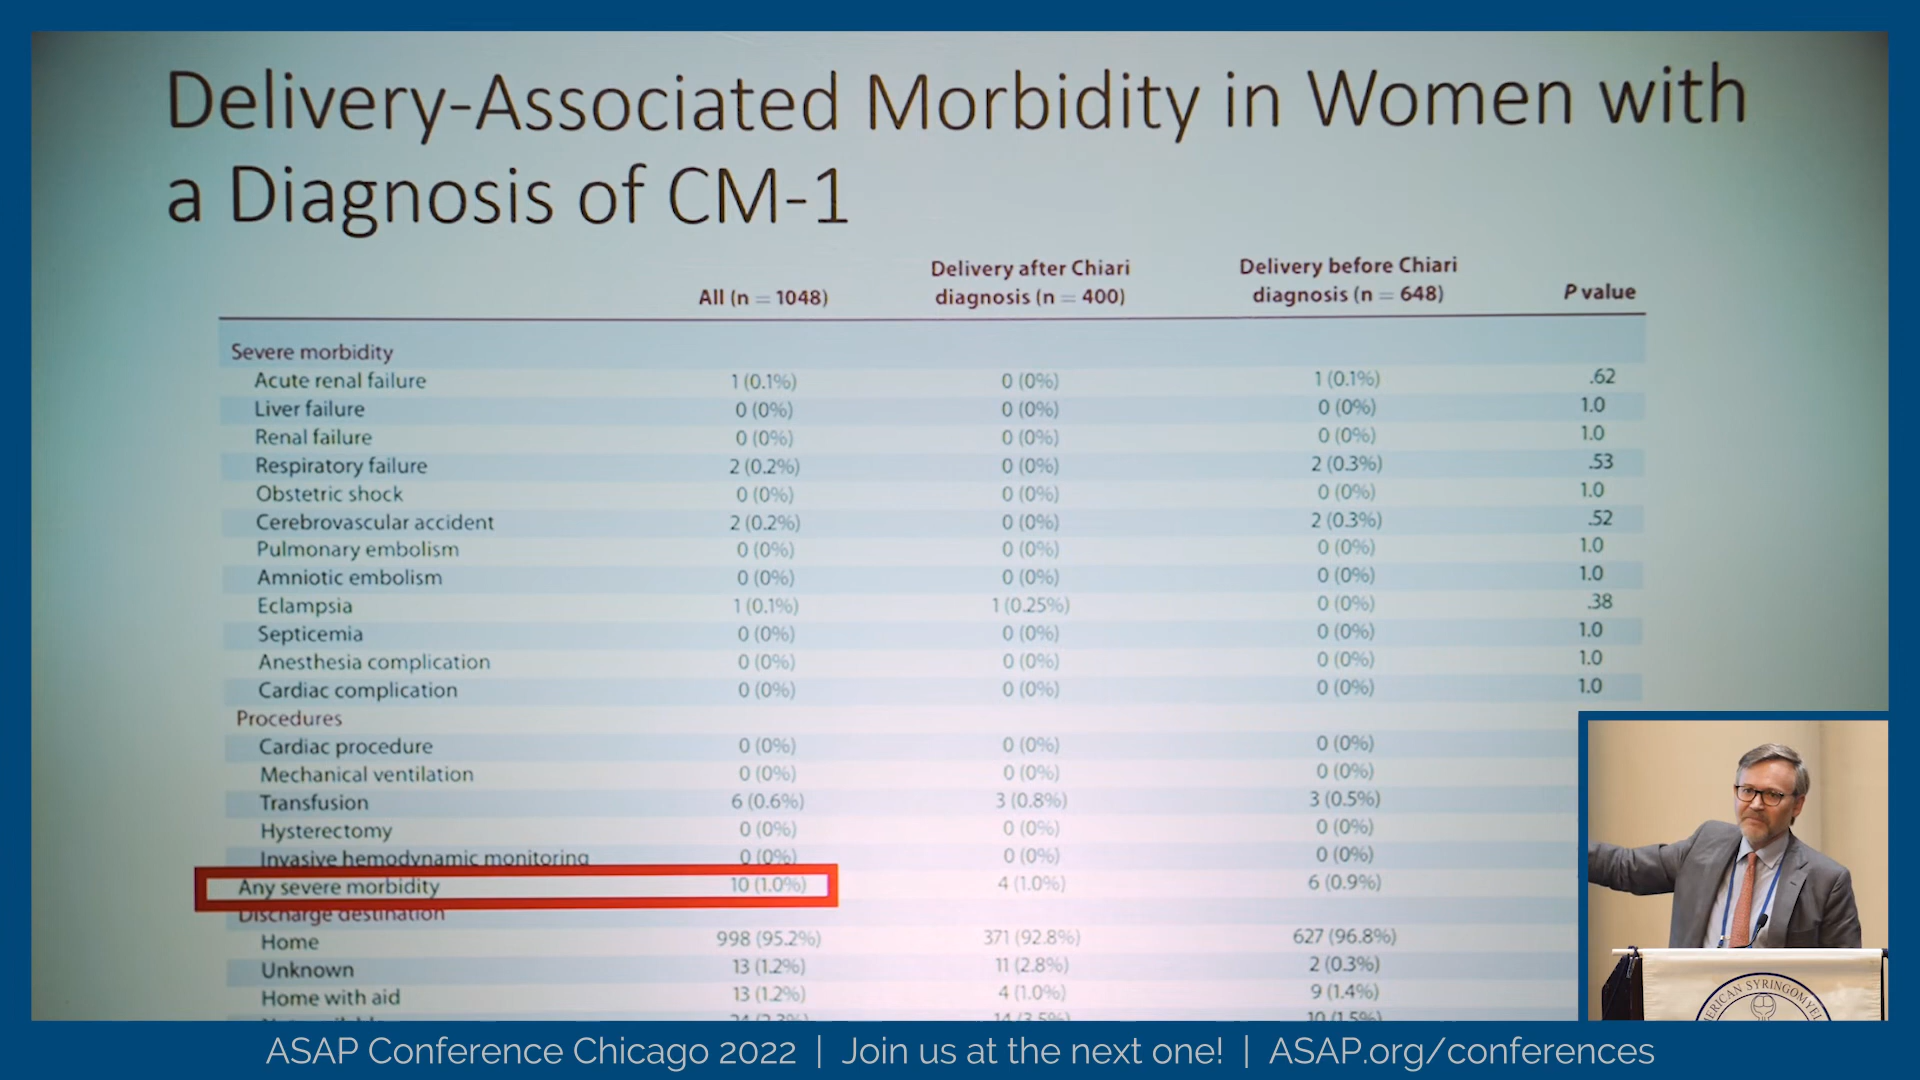 Delivery-Associated Morbidity in Women with
a Diagnosis of CM-1
All (n = 1048) Delivery after Chiari diagnosis (n = 400) Delivery before Chiari diagnosis (n = 648) P value
Severe morbidity
Acute renal failure 1 (0.1%) 0 (0%) 1 (0.1%) .62
Liver failure 0 (0%) 0 (0%) 0 (0%) 1.0
Renal failure 0 (0%) 0 (0%) 0 (0%) 1.0
Respiratory failure 2 (0.2%) 0 (0%) 2 (0.3%) .53
Obstetric shock 0 (0%) 0 (0%) 0 (0%) 1.0
Cerebrovascular accident 2 (0.2%) 0 (0%) 2 (0.3%) .52
Pulmonary embolism 0 (0%) 0 (0%) 0 (0%) 1.0
Amniotic embolism 0 (0%) 0 (0%) 0 (0%) 1.0
Eclampsia 1 (0.1%) 1 (0.25%) 0 (0%) .38
Septicemia 0 (0%) 0 (0%) 0 (0%) 1.0
Anesthesia complication 0 (0%) 0 (0%) 0 (0%) 1.0
Cardiac complication 0 (0%) 0 (0%) 0 (0%) 1.0
Procedures
Cardiac procedure 0 (0%) 0 (0%) 0 (0%)
Mechanical ventilation 0 (0%) 0 (0%) 0 (0%)
Transfusion 6 (0.6%) 3 (0.8%) 3 (0.5%)
Hysterectomy 0 (0%) 0 (0%) 0 (0%)
Invasive hemodynamic monitoring 0 (0%) 0 (0%) 0 (0%)
Any severe morbidity 10 (1.0%) 4 (1.0%) 6 (0.9%)
Discharge destination
Home 998 (95.2%) 371 (92.8%) 627 (96.8%)
Unknown 13 (1.2%) 11 (2.8%) 2 (0.3%)
Home with aid 13 (1.2%) 4 (1.0%) 9 (1.4%)
ERICAN SYRINGOMYEL
ASAP Conference Chicago 2022 | Join us at the next one! | ASAP.org/conferences